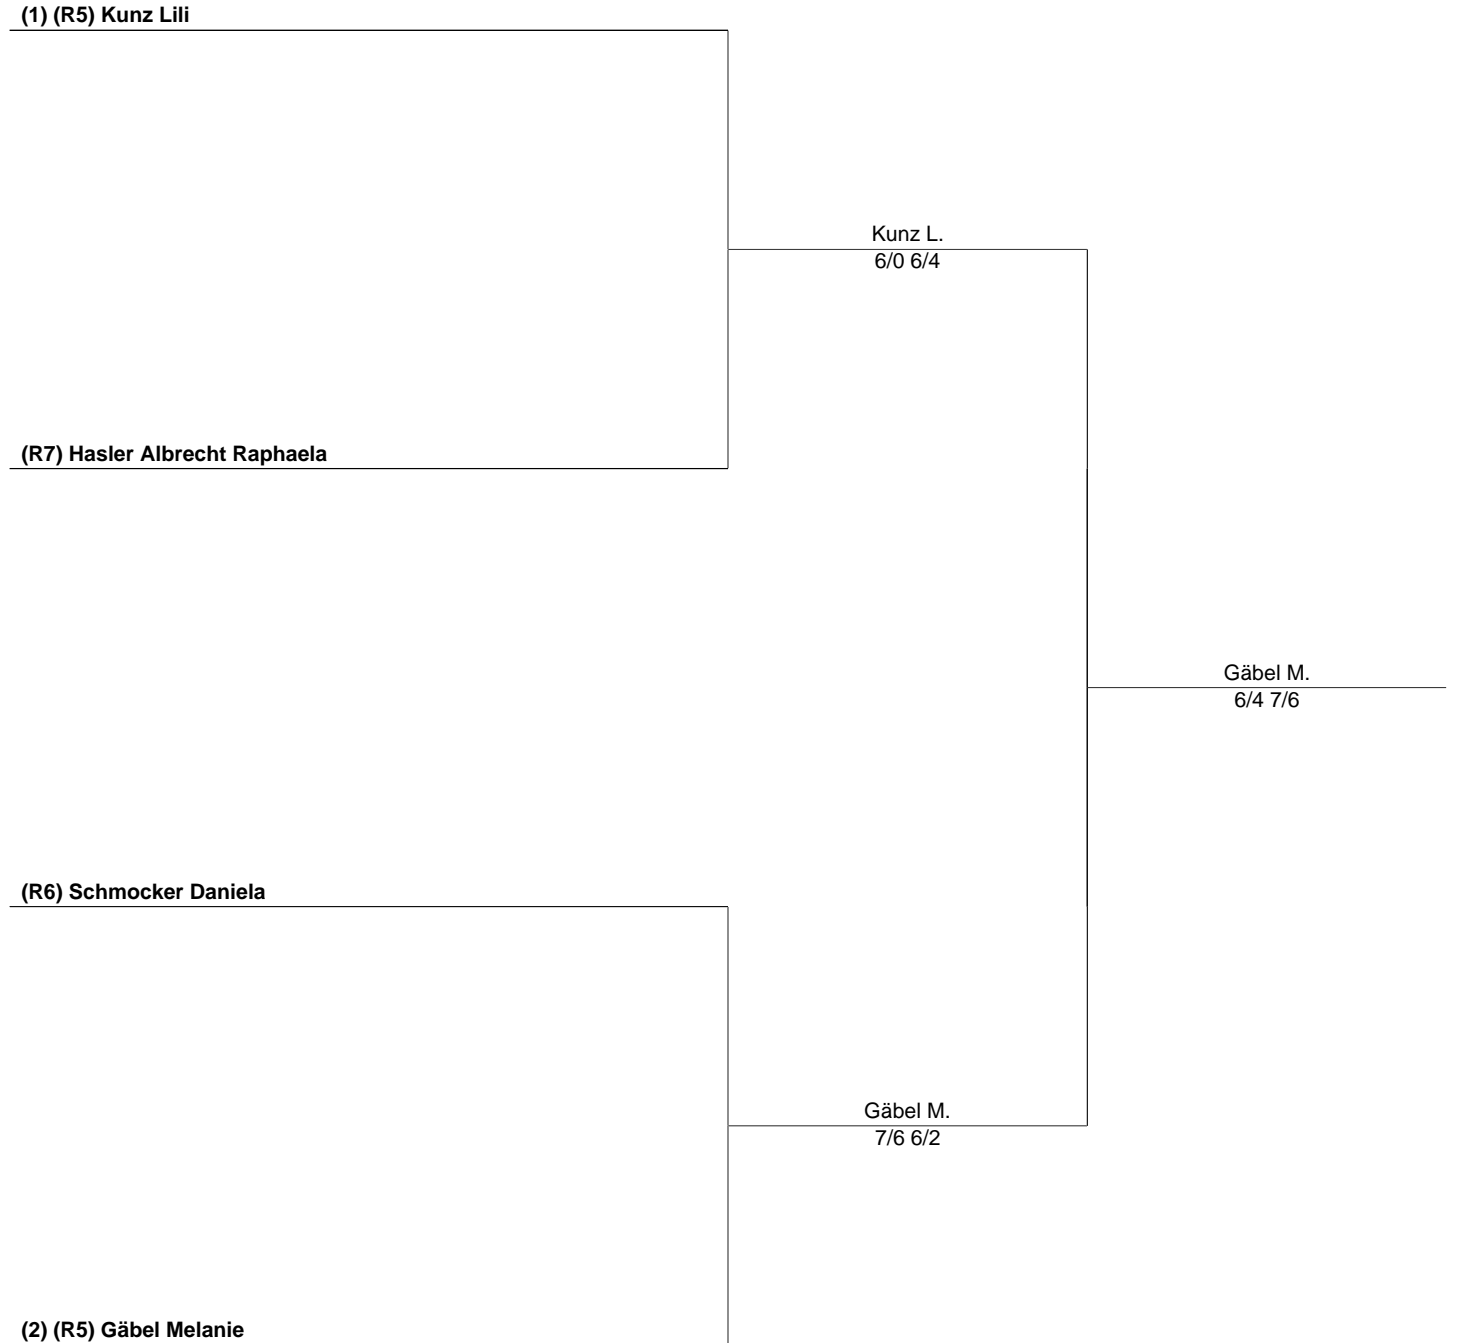 (1) (R5) Kunz Lili
Kunz L.
6/0 6/4
(R7) Hasler Albrecht Raphaela
Gäbel M.
6/4 7/6
(R6) Schmocker Daniela
Gäbel M.
7/6 6/2
(2) (R5) Gäbel Melanie